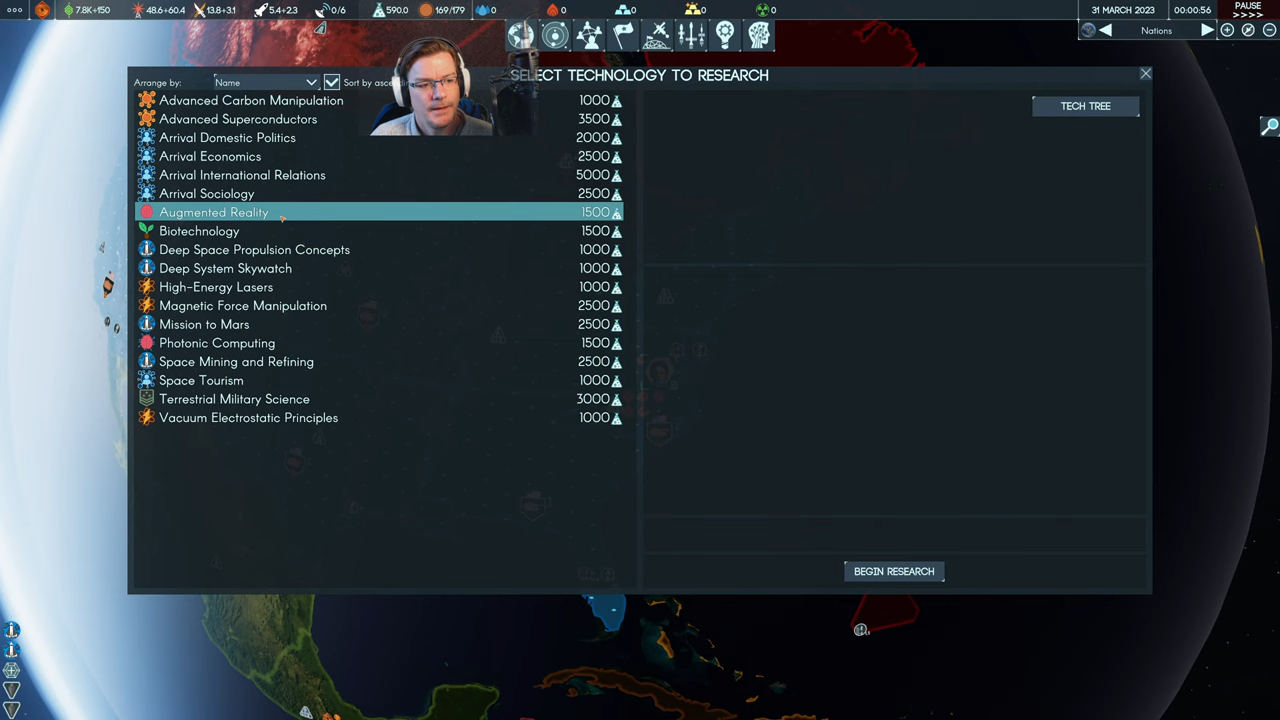 7.8K+150 48.6+60.4 13.8+3.1 5.4+2.3 0/6 590.0 169/179 0 0 0 0 0 31 MARCH 2023 00:00:56 PAUSE
>>>>
Nations
SELECT TECHNOLOGY TO RESEARCH
Arrange by: Name Sort by
TECH TREE
Advanced Carbon Manipulation 1000
Advanced Superconductors 3500
Arrival Domestic Politics 2000
Arrival Economics 2500
Arrival International Relations 5000
Arrival Sociology 2500
Augmented Reality 1500
Biotechnology 1500
Deep Space Propulsion Concepts 1000
Deep System Skywatch 1000
High-Energy Lasers 1000
Magnetic Force Manipulation 2500
Mission to Mars 2500
Photonic Computing 1500
Space Mining and Refining 2500
Space Tourism 1000
Terrestrial Military Science 3000
Vacuum Electrostatic Principles 1000
BEGIN RESEARCH